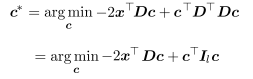 c* = arg min_c −2x⊤Dc + c⊤D⊤Dc
= arg min_c −2x⊤Dc + c⊤I_l c